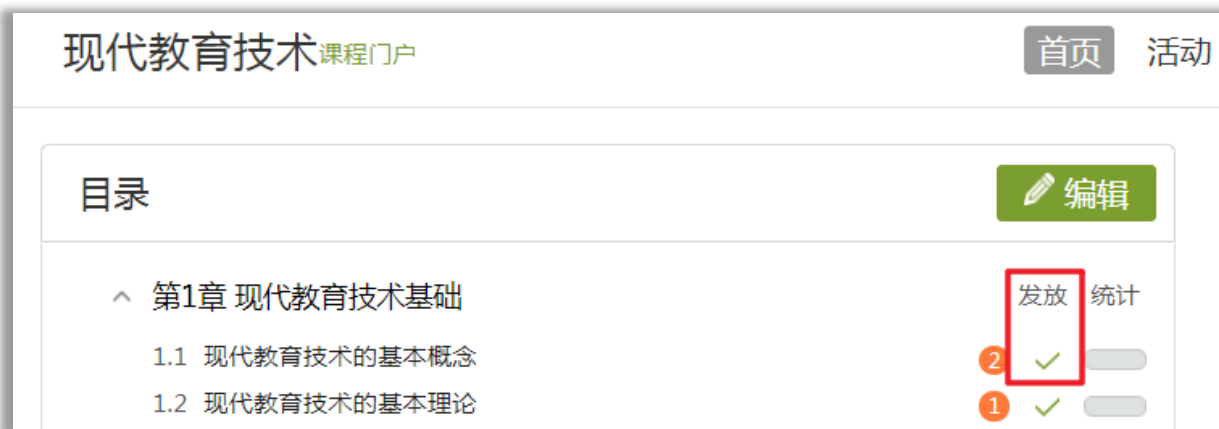 现代教育技术课程门户 首页 活动
目录 编辑
第1章 现代教育技术基础 发放 统计
1.1 现代教育技术的基本概念 2
1.2 现代教育技术的基本理论 1